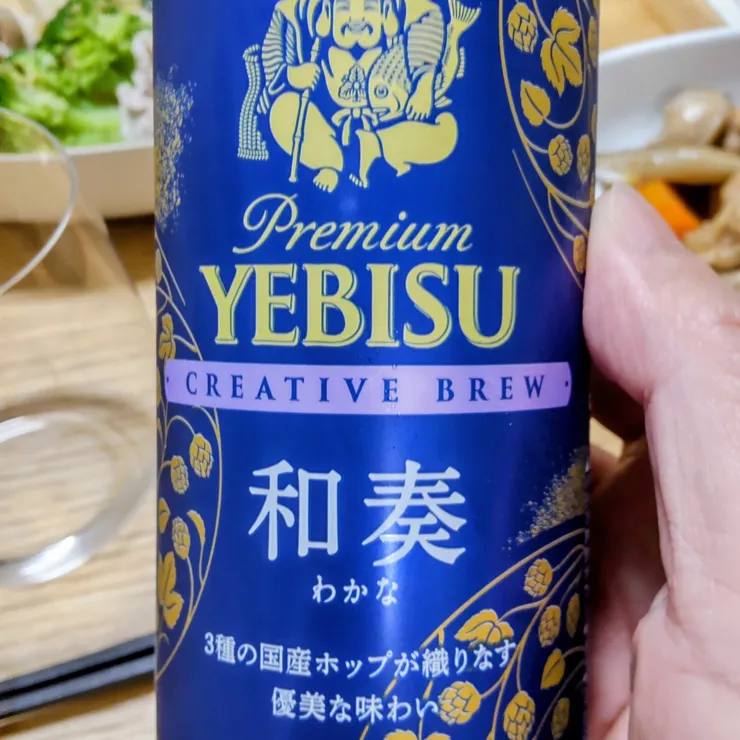 Premium
YEBISU
CREATIVE BREW
和奏
わかな
3種の国産ホップが織りなす
優美な味わい